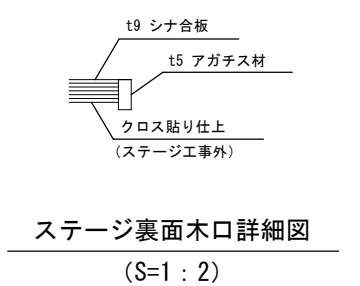 t9 シナ合板
t5 アガチス材
クロス貼り仕上
(ステージ工事外)
ステージ裏面木口詳細図
(S=1：2)